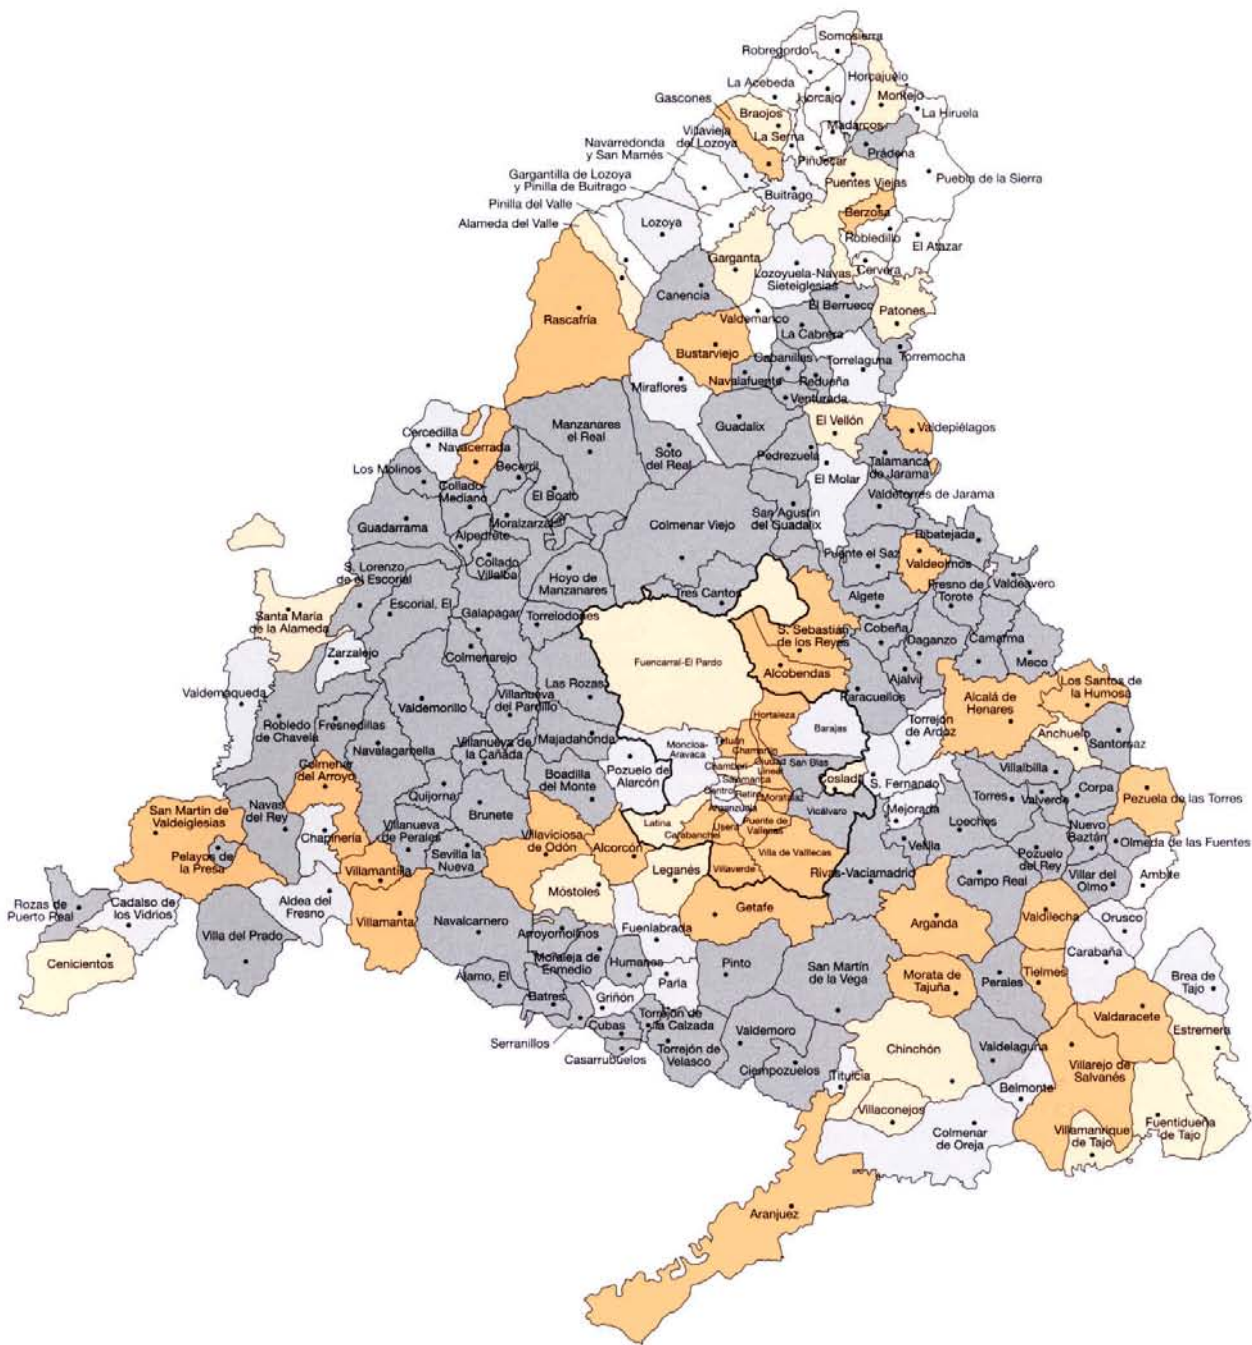 Somosierra
Robregordo
La Acebeda
Horcajuelo
Horcajo
Montejo
Gascones
Braojos
La Hiruela
Madarcos
Villavieja
del Lozoya
La Serna
Navarredonda
y San Mamés
Piñuecar
Prádena
Gargantilla de Lozoya
y Pinilla de Buitrago
Puentes Viejas
Puebla de la Sierra
Buitrago
Pinilla del Valle
Berzosa
Alameda del Valle
Lozoya
Robledillo
El Atazar
Garganta
Cervera
Lozoyuela-Navas
Sieteiglesias
Canencia
El Berrueco
Rascafría
Valdemanco
Patones
La Cabrera
Bustarviejo
Cabanillas
Torrelaguna
Torremocha
Navalafuente
Redueña
Miraflores
Venturada
Manzanares
el Real
Guadalix
El Vellón
Valdepiélagos
Cercedilla
Navacerrada
Soto
del Real
Pedrezuela
Talamanca
de Jarama
Los Molinos
Becerril
El Molar
Collado-
Mediano
El Boalo
Valdetorres de Jarama
Guadarrama
Moralzarzal
Colmenar Viejo
San Agustín
del Guadalix
Alpedrete
Ribatejada
Collado
Villalba
Puente el Saz
Valdeolmos
S. Lorenzo
de el Escorial
Hoyo de
Manzanares
Fresno de
Torote
Valdeavero
Escorial, El
Tres Cantos
Algete
Santa María
de la Alameda
Galapagar
Torrelodones
S. Sebastián
de los Reyes
Cobeña
Daganzo
Camarma
Zarzalejo
Colmenarejo
Fuencarral-El Pardo
Alcobendas
Ajalvir
Meco
Valdemaqueda
Las Rozas
Paracuellos
Los Santos de
la Humosa
Valdemorillo
Villanueva
del Pardillo
Alcalá de
Henares
Robledo
de Chavela
Fresnedillas
Hortaleza
Barajas
Torrejón
de Ardoz
Anchuelo
Navalagamella
Villanueva de
la Cañada
Majadahonda
Moncloa-
Aravaca
Tetuán
Chamartín
Santorcaz
Colmenar
del Arroyo
Pozuelo de
Alarcón
Chamberí
Ciudad
Lineal
San Blas
Coslada
Villalbilla
Boadilla
del Monte
Salamanca
S. Fernando
Corpa
San Martín de
Valdeiglesias
Navas
del Rey
Quijorna
Centro
Retiro
Moratalaz
Torres
Valverde
Pezuela de las Torres
Arganzuela
Vicálvaro
Mejorada
Brunete
Loeches
Nuevo
Baztán
Chapinería
Villanueva
de Perales
Villaviciosa
de Odón
Latina
Carabanchel
Usera
Puente de
Vallecas
Velilla
Olmeda de las Fuentes
Pelayos de
la Presa
Sevilla la
Nueva
Alcorcón
Villa de Vallecas
Pozuelo
del Rey
Villamantilla
Leganés
Villaverde
Rivas-Vaciamadrid
Campo Real
Villar del
Olmo
Ambite
Rozas de
Puerto Real
Cadalso de
los Vidrios
Aldea del
Fresno
Móstoles
Getafe
Arganda
Valdilecha
Orusco
Villa del Prado
Villamanta
Navalcarnero
Arroyomolinos
Fuenlabrada
Carabaña
Cenicientos
Moraleja de
Enmedio
Humanes
Pinto
San Martín
de la Vega
Morata de
Tajuña
Perales
Tielmes
Brea de
Tajo
Álamo, El
Parla
Batres
Griñón
Valdaracete
Cubas
Torrejón de
la Calzada
Valdemoro
Estremera
Serranillos
Chinchón
Valdelaguna
Villarejo de
Salvanés
Casarrubuelos
Torrejón de
Velasco
Ciempozuelos
Titulcia
Belmonte
Villaconejos
Colmenar
de Oreja
Villamanrique
de Tajo
Fuentidueña
de Tajo
Aranjuez